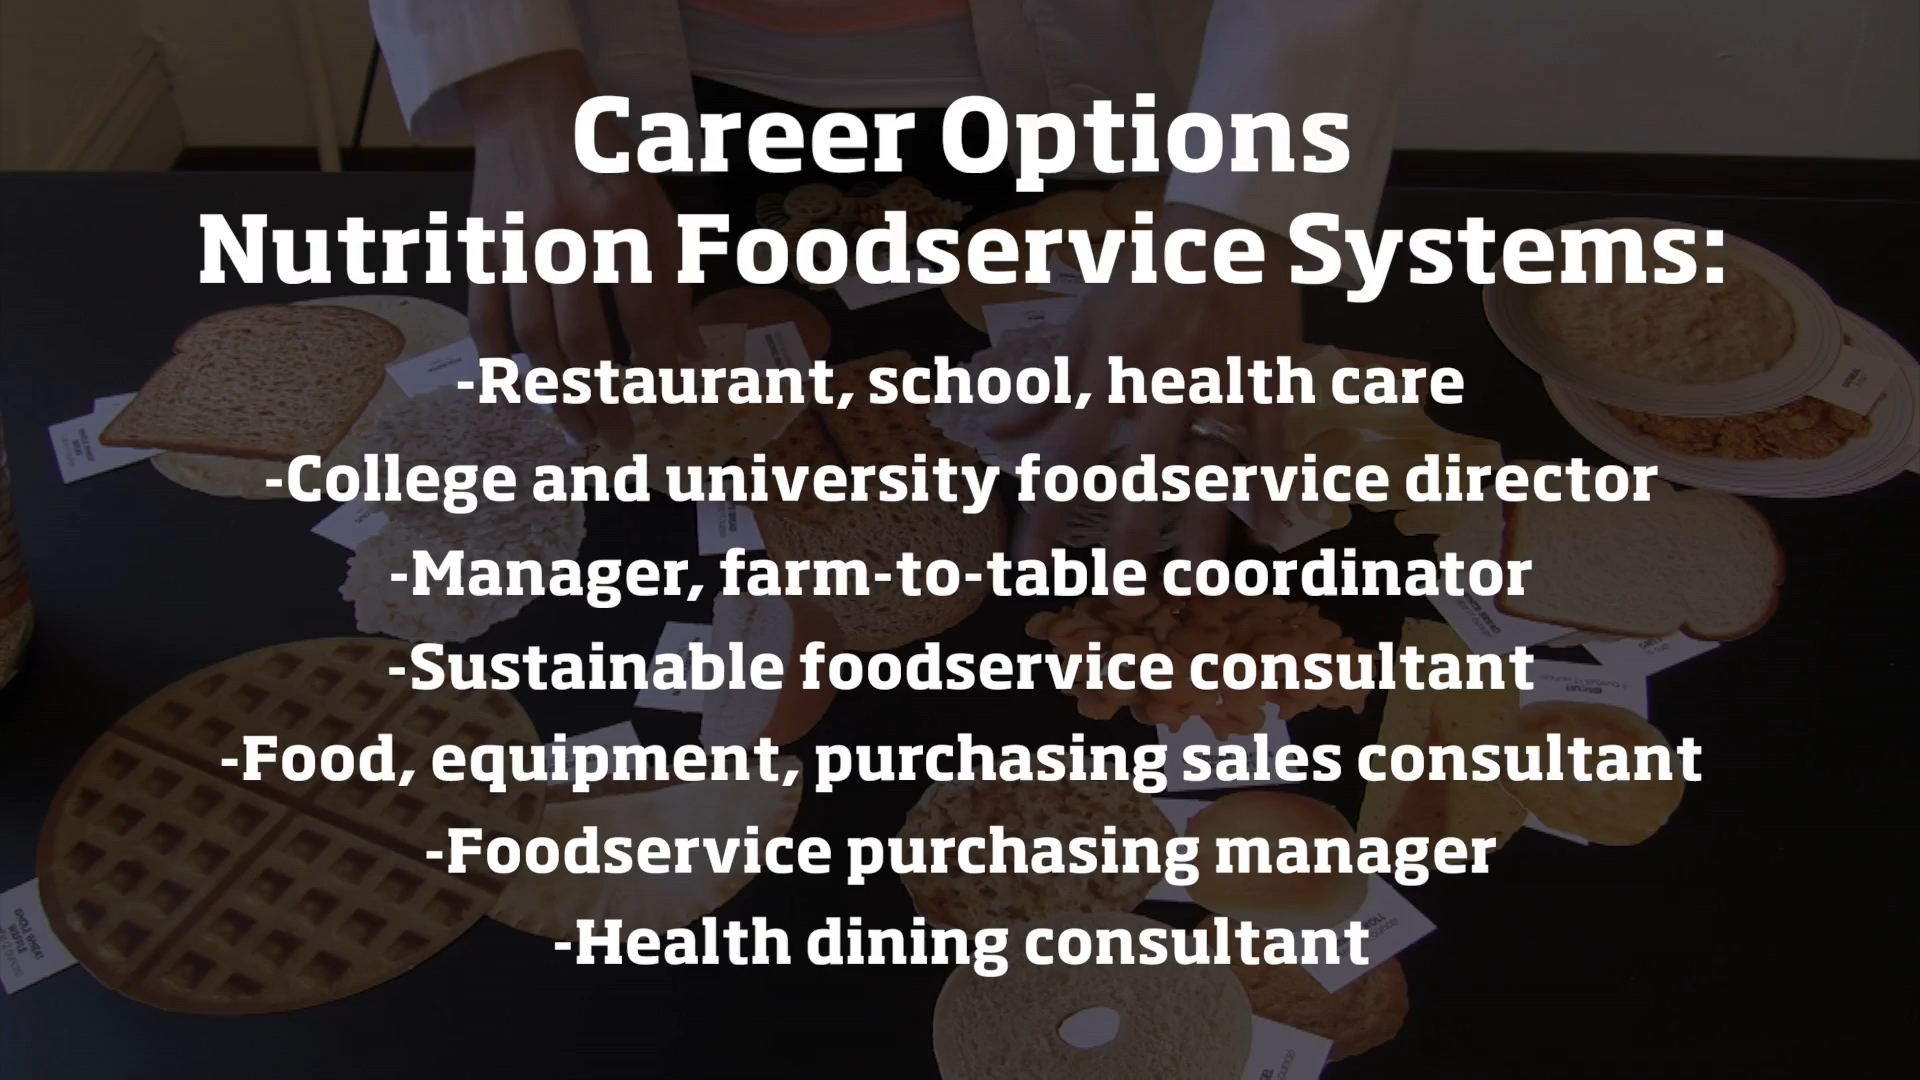 Career Options
Nutrition Foodservice Systems:
-Restaurant, school, health care
-College and university foodservice director
-Manager, farm-to-table coordinator
-Sustainable foodservice consultant
-Food, equipment, purchasing sales consultant
-Foodservice purchasing manager
-Health dining consultant